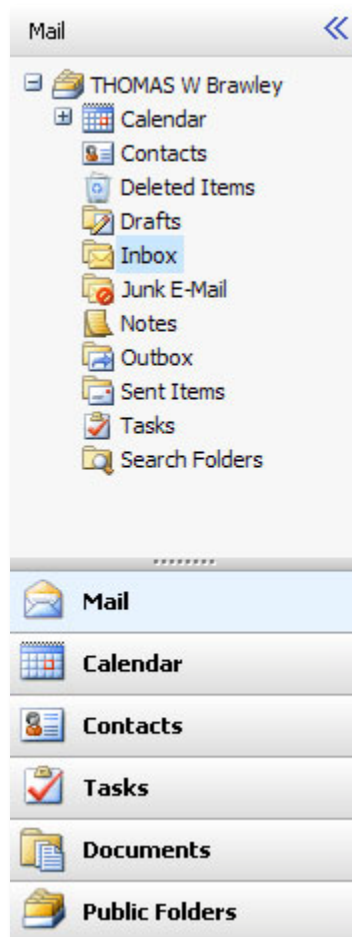 Mail
THOMAS W Brawley
Calendar
Contacts
Deleted Items
Drafts
Inbox
Junk E-Mail
Notes
Outbox
Sent Items
Tasks
Search Folders
Mail
Calendar
Contacts
Tasks
Documents
Public Folders